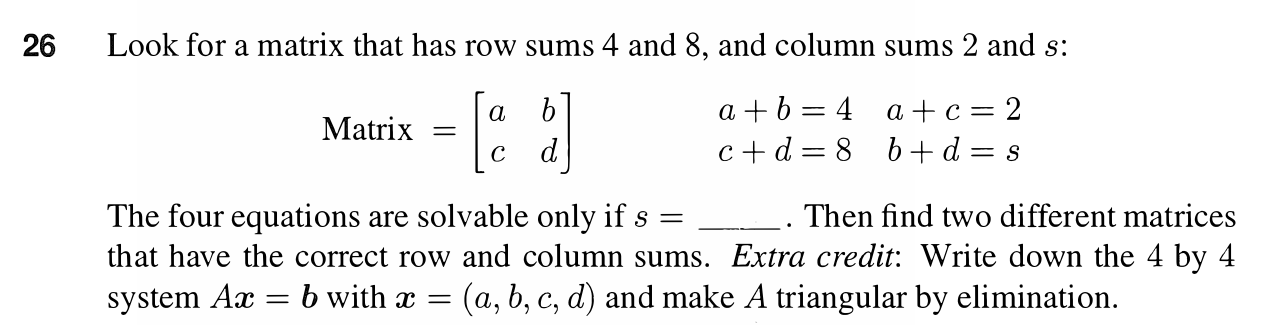 26 Look for a matrix that has row sums 4 and 8, and column sums 2 and s:
Matrix = [a b; c d] a + b = 4 a + c = 2
c + d = 8 b + d = s
The four equations are solvable only if s = ____. Then find two different matrices
that have the correct row and column sums. Extra credit: Write down the 4 by 4
system Ax = b with x = (a, b, c, d) and make A triangular by elimination.